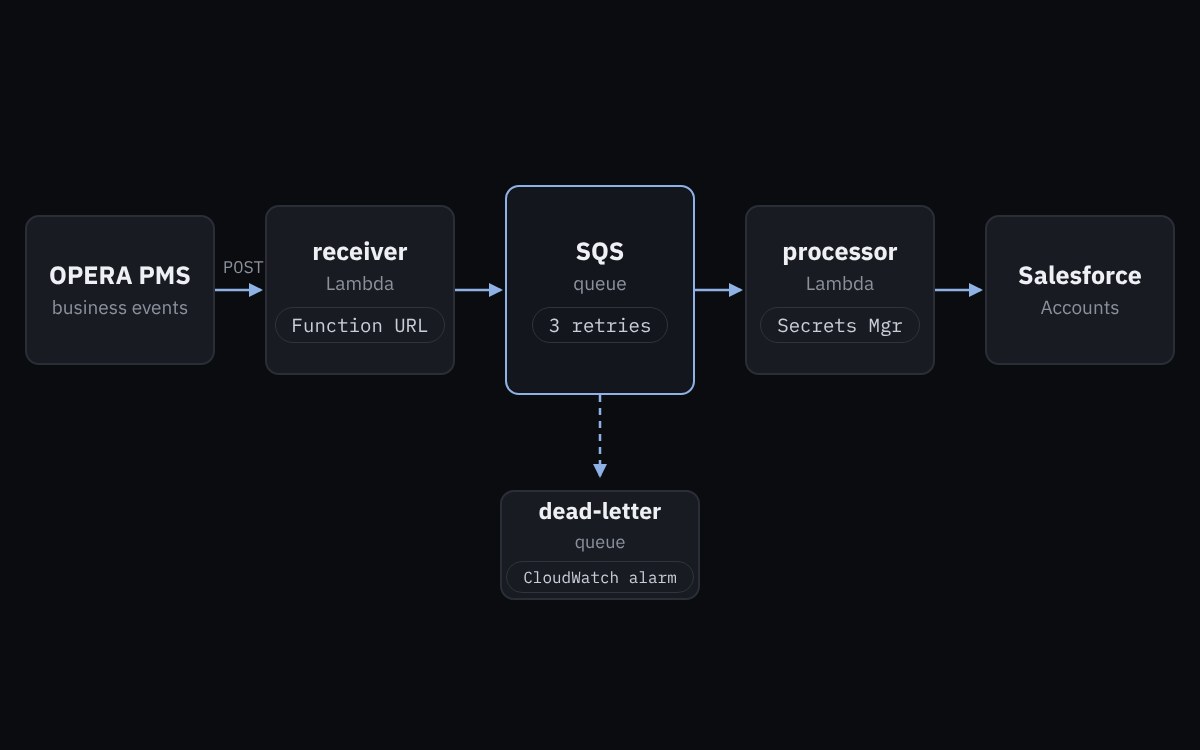 OPERA PMS
business events
POST
receiver
Lambda
Function URL
SQS
queue
3 retries
processor
Lambda
Secrets Mgr
Salesforce
Accounts
dead-letter
queue
CloudWatch alarm